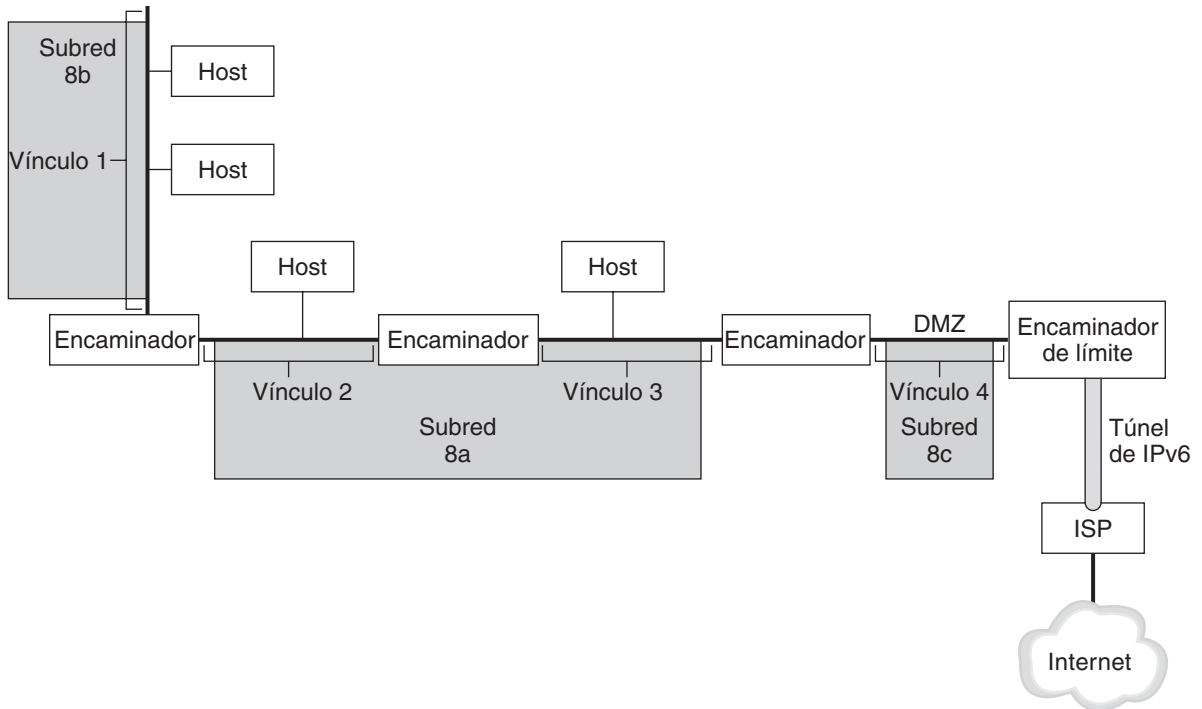 Subred
8b
Host
Vínculo 1
Host
Host
Host
Encaminador
Encaminador
Encaminador
DMZ
Encaminador
de límite
Vínculo 2
Vínculo 3
Vínculo 4
Subred
8a
Subred
8c
Túnel
de IPv6
ISP
Internet